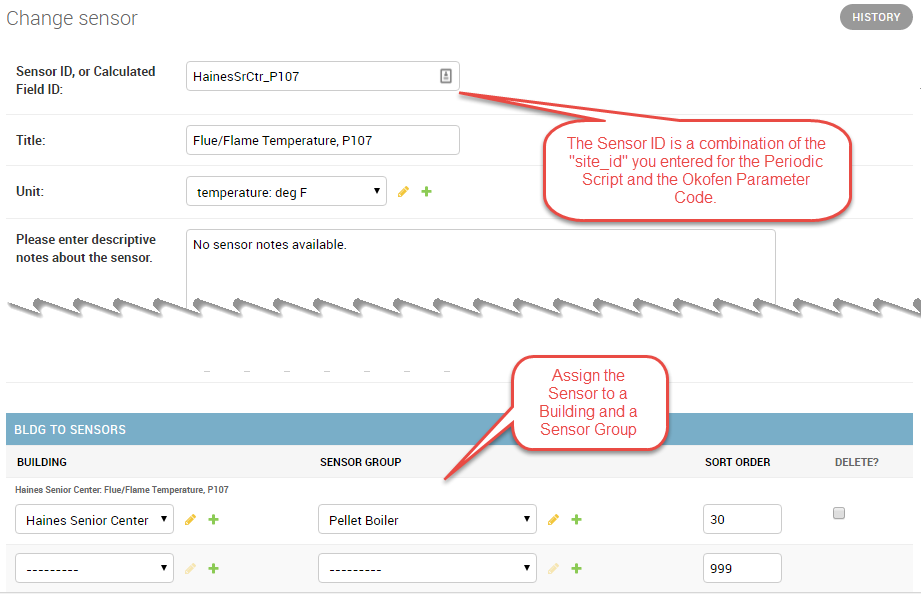 Change sensor
HISTORY
Sensor ID, or Calculated
Field ID:
HainesSrCtr_P107
The Sensor ID is a combination of the
"site_id" you entered for the Periodic
Script and the Okofen Parameter
Code.
Title:
Flue/Flame Temperature, P107
Unit:
temperature: deg F
Please enter descriptive
notes about the sensor.
No sensor notes available.
Assign the
Sensor to a
Building and a
Sensor Group
BLDG TO SENSORS
BUILDING SENSOR GROUP SORT ORDER DELETE?
Haines Senior Center: Flue/Flame Temperature, P107
Haines Senior Center Pellet Boiler 30
--------- --------- 999